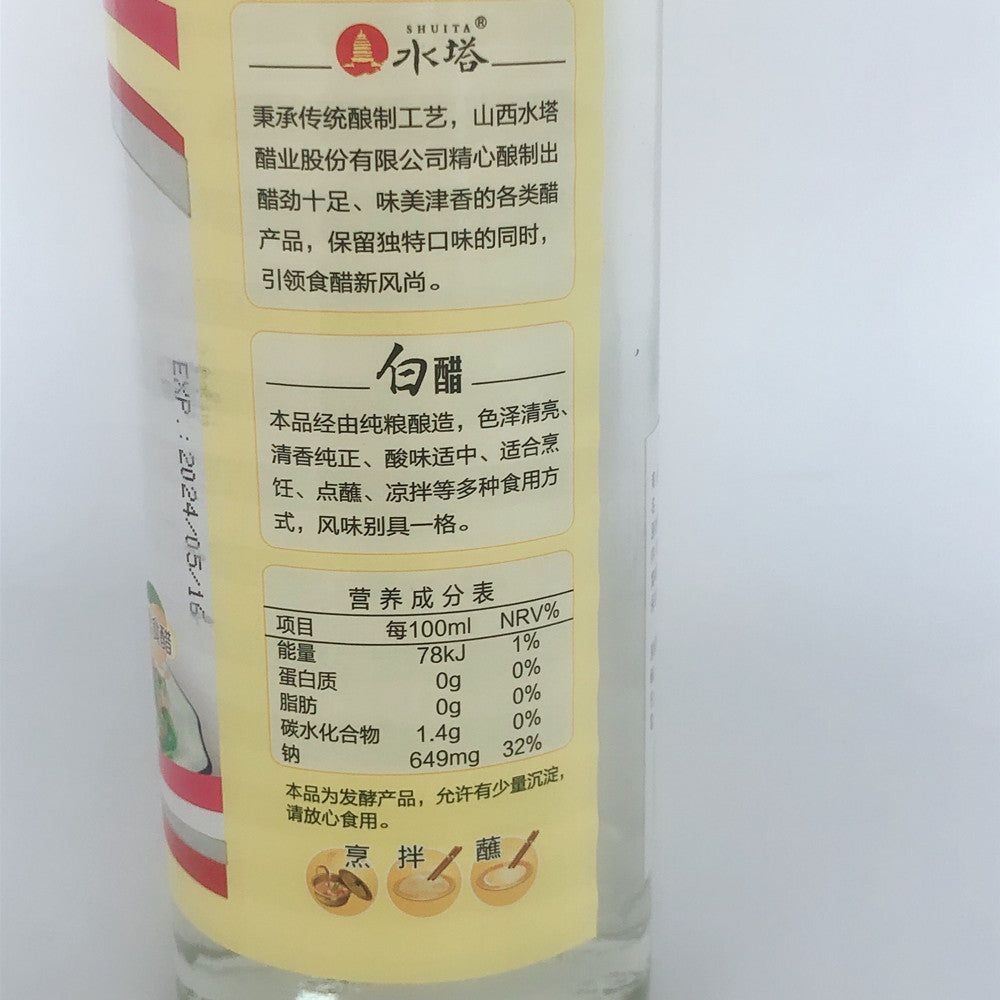 SHUITA®
水塔
秉承传统酿制工艺，山西水塔
醋业股份有限公司精心酿制出
醋劲十足、味美津香的各类醋
产品，保留独特口味的同时，
引领食醋新风尚。
白醋
本品经由纯粮酿造，色泽清亮、
清香纯正、酸味适中、适合烹
饪、点蘸、凉拌等多种食用方
式，风味别具一格。
营养成分表
项目 每100ml NRV%
能量 78kJ 1%
蛋白质 0g 0%
脂肪 0g 0%
碳水化合物 1.4g 0%
钠 649mg 32%
本品为发酵产品，允许有少量沉淀，
请放心食用。
烹 拌 蘸
EXP.:2024/05/16
食醋